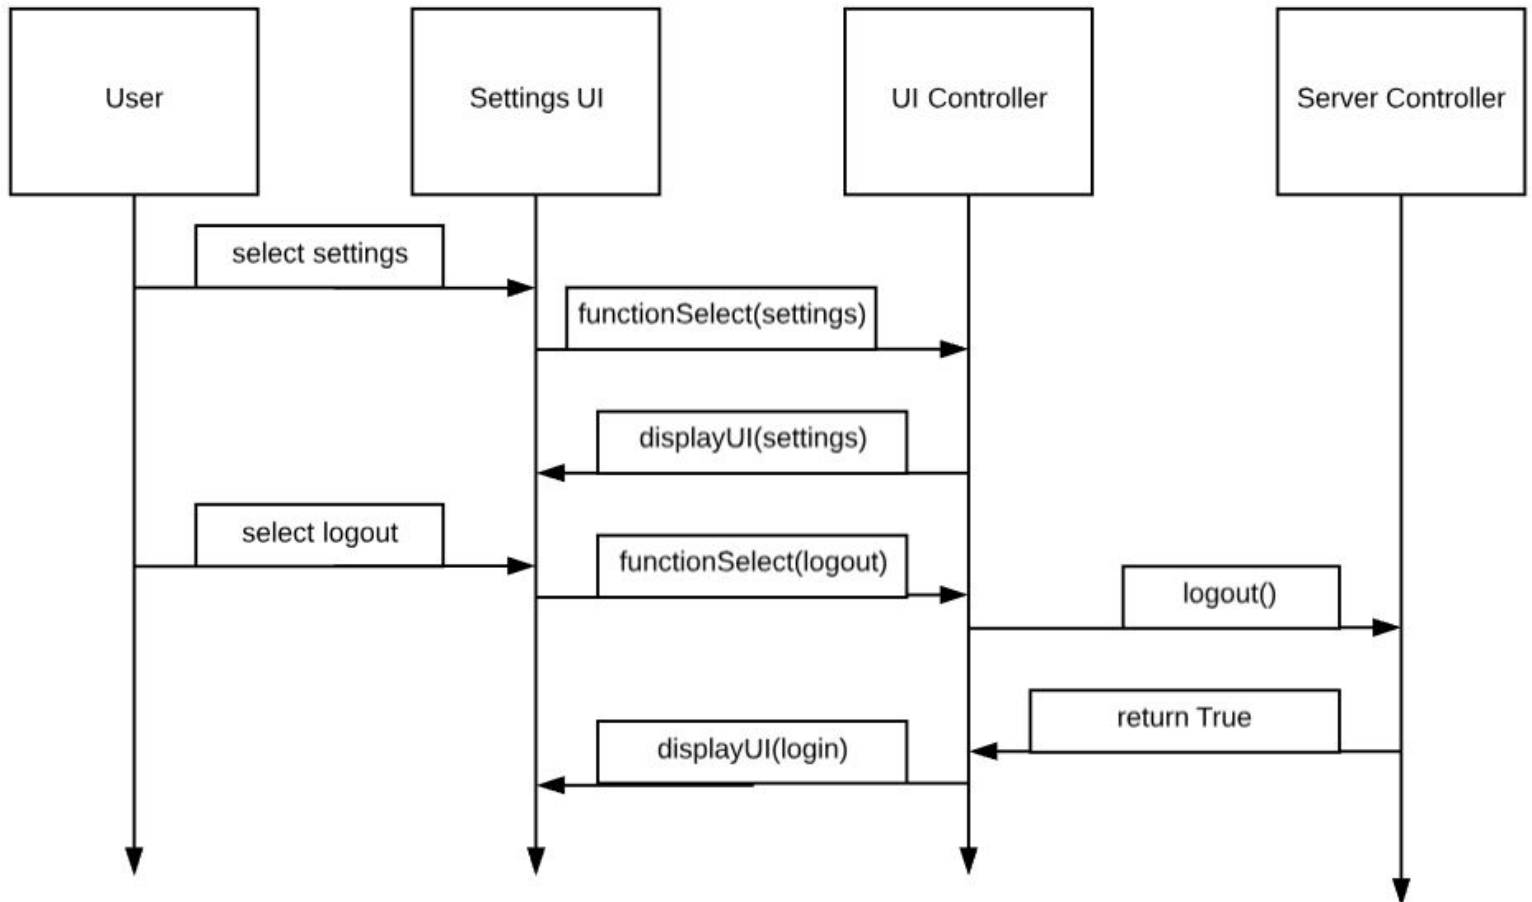 User
Settings UI
UI Controller
Server Controller
select settings
functionSelect(settings)
displayUI(settings)
select logout
functionSelect(logout)
logout()
return True
displayUI(login)